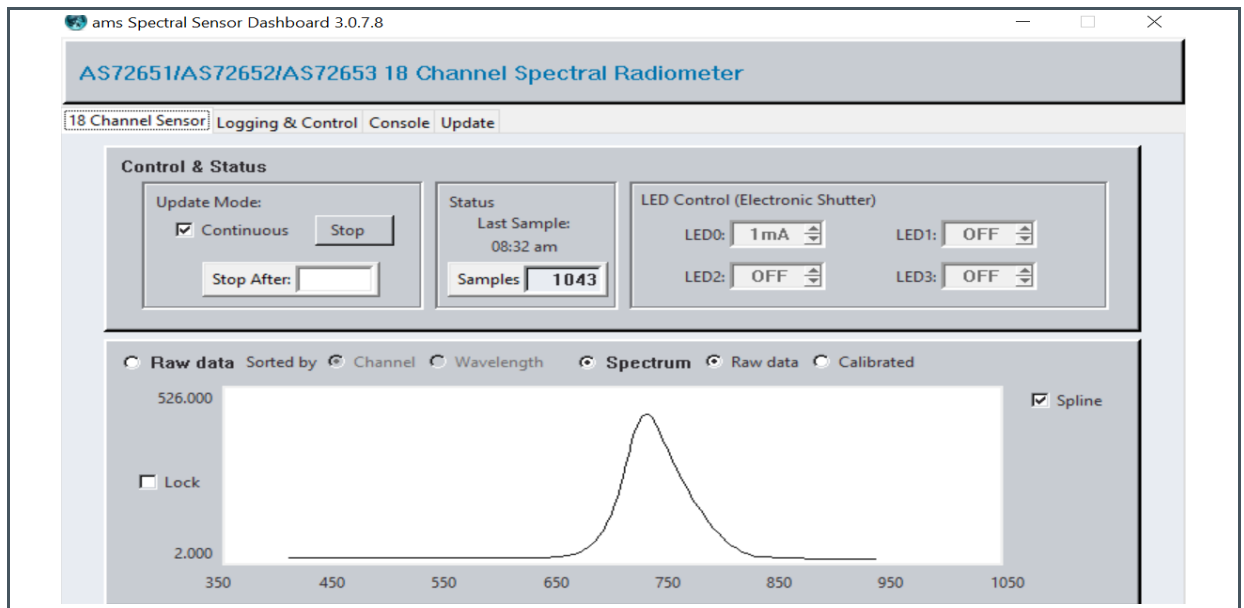 ams Spectral Sensor Dashboard 3.0.7.8
AS72651/AS72652/AS72653 18 Channel Spectral Radiometer
18 Channel Sensor Logging & Control Console Update
Control & Status
Update Mode:
Continuous Stop
Stop After:
Status
Last Sample:
08:32 am
Samples 1043
LED Control (Electronic Shutter)
LED0: 1mA LED1: OFF
LED2: OFF LED3: OFF
Raw data Sorted by Channel Wavelength Spectrum Raw data Calibrated
526.000
Spline
Lock
2.000
350 450 550 650 750 850 950 1050